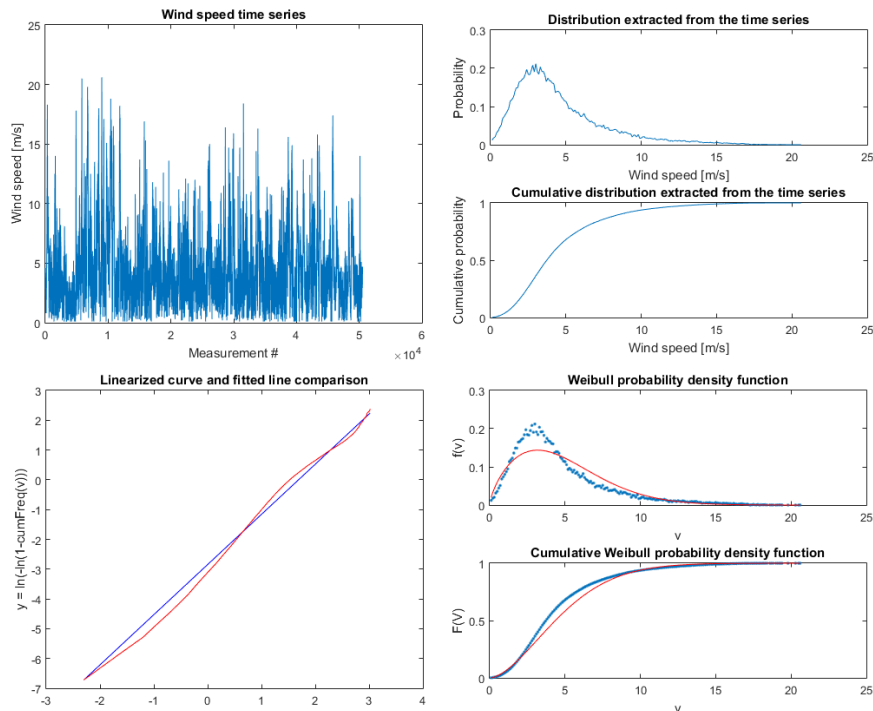 Wind speed time series
25
20
15
10
5
0
Wind speed [m/s]
0 1 2 3 4 5 6
Measurement #
×10⁴
Distribution extracted from the time series
0.3
0.2
0.1
0
Probability
0 5 10 15 20 25
Wind speed [m/s]
Cumulative distribution extracted from the time series
1
0.5
0
Cumulative probability
0 5 10 15 20 25
Wind speed [m/s]
Linearized curve and fitted line comparison
3
2
1
0
-1
-2
-3
-4
-5
-6
-7
y = ln(-ln(1-cumFreq(v)))
-3 -2 -1 0 1 2 3 4
Weibull probability density function
0.3
0.2
0.1
0
f(v)
0 5 10 15 20 25
v
Cumulative Weibull probability density function
1
0.5
0
F(V)
0 5 10 15 20 25
v